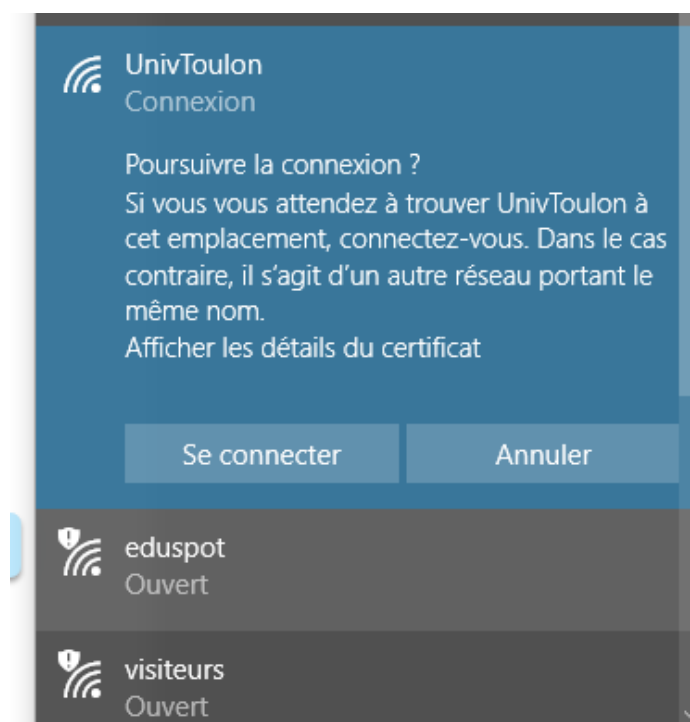 UnivToulon
Connexion
Poursuivre la connexion ?
Si vous vous attendez à trouver UnivToulon à
cet emplacement, connectez-vous. Dans le cas
contraire, il s'agit d'un autre réseau portant le
même nom.
Afficher les détails du certificat
Se connecter
Annuler
eduspot
Ouvert
visiteurs
Ouvert